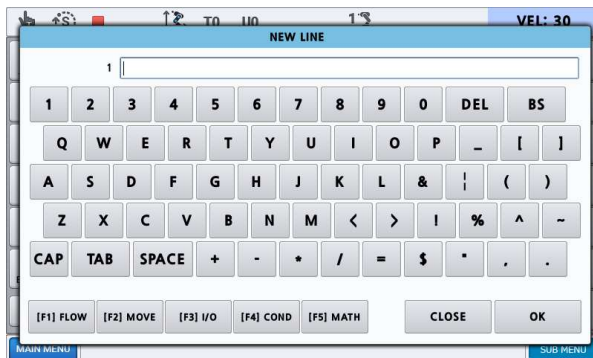 T0 U0 VEL: 30
NEW LINE
1
1 2 3 4 5 6 7 8 9 0 DEL BS
Q W E R T Y U I O P _ [ ]
A S D F G H J K L & ¦ ( )
Z X C V B N M < > ! % ^ ~
CAP TAB SPACE + - * / = $ " , .
[F1] FLOW [F2] MOVE [F3] I/O [F4] COND [F5] MATH CLOSE OK
MAIN MENU SUB MENU